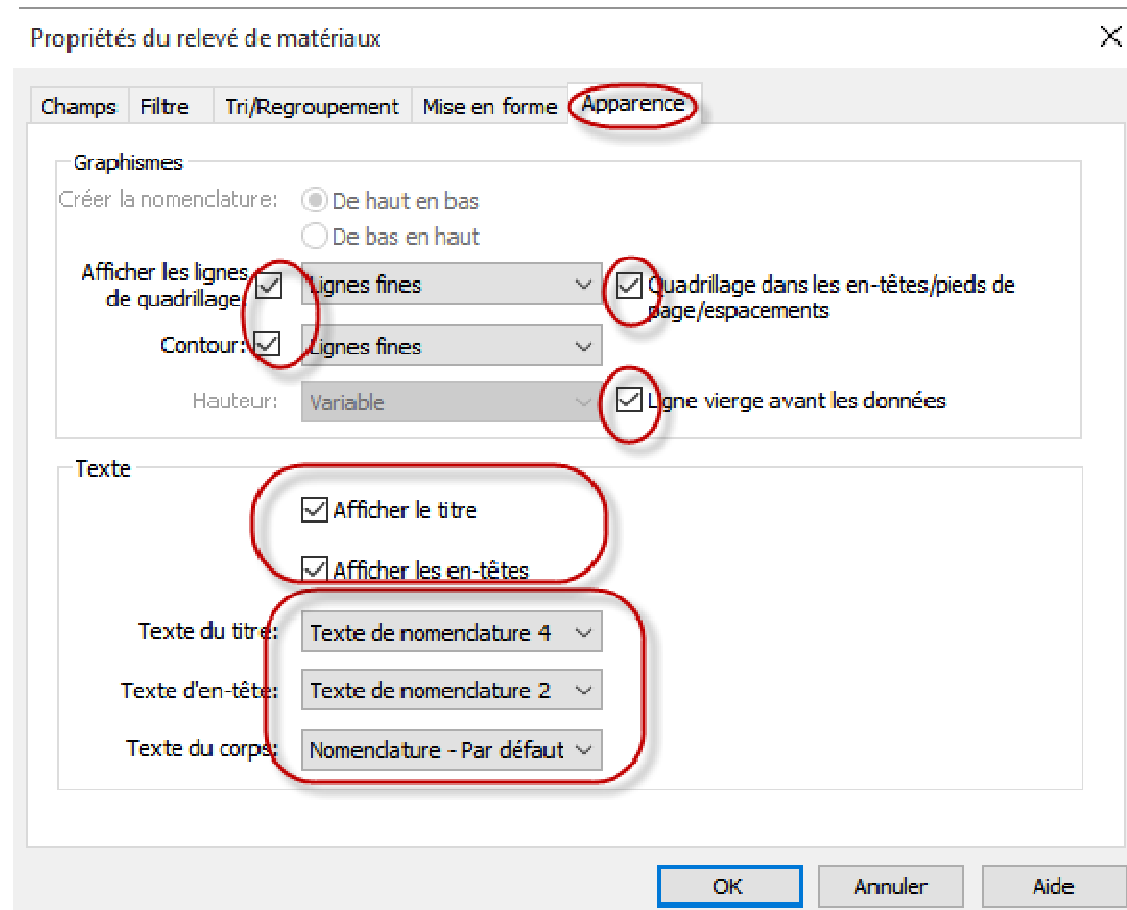 Propriétés du relevé de matériaux
Champs Filtre Tri/Regroupement Mise en forme Apparence
Graphismes
Créer la nomenclature: De haut en bas
De bas en haut
Afficher les lignes de quadrillage: Lignes fines
Quadrillage dans les en-têtes/pieds de
page/espacements
Contour: Lignes fines
Hauteur: Variable
Ligne vierge avant les données
Texte
Afficher le titre
Afficher les en-têtes
Texte du titre: Texte de nomenclature 4
Texte d'en-tête: Texte de nomenclature 2
Texte du corps: Nomenclature - Par défaut
OK Annuler Aide